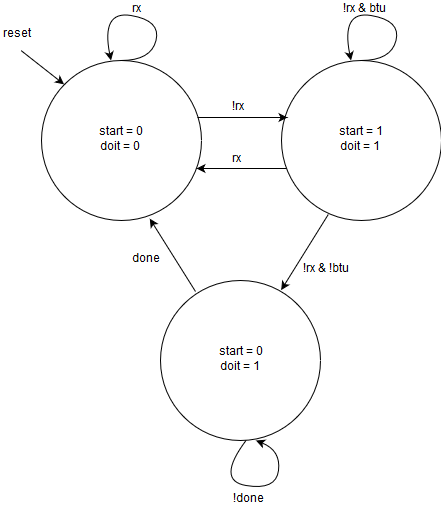 rx
!rx & btu
reset
!rx
start = 0
doit = 0
start = 1
doit = 1
rx
done
!rx & !btu
start = 0
doit = 1
!done